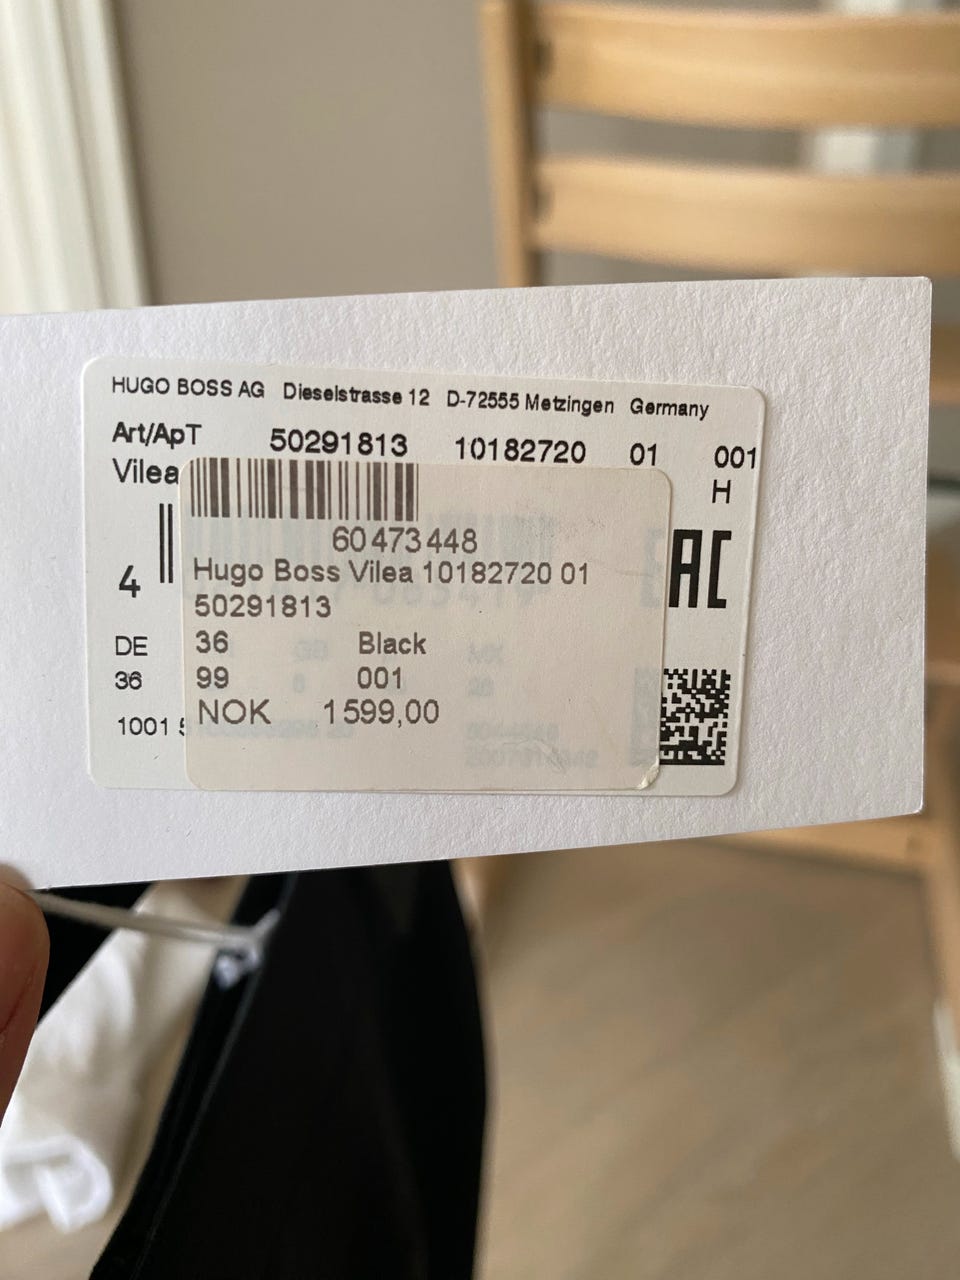 HUGO BOSS AG Dieselstrasse 12 D-72555 Metzingen Germany
Art/ApT 50291813 10182720 01 001
Vilea H
60473448
EAC
4
Hugo Boss Vilea 10182720 01
50291813
DE 36 Black
36 99 001
1001 NOK 1599,00